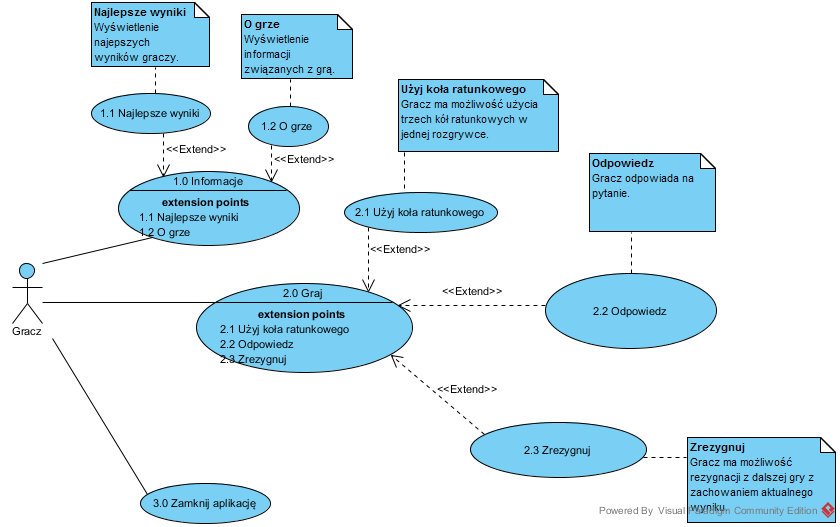 Najlepsze wyniki
Wyświetlenie
najepszych
wyników graczy.
O grze
Wyświetlenie
informacji
związanych z grą.
1.1 Najlepsze wyniki
1.2 O grze
<<Extend>>
<<Extend>>
1.0 Informacje
extension points
1.1 Najlepsze wyniki
1.2 O grze
Użyj koła ratunkowego
Gracz ma możliwość użycia
trzech kół ratunkowych w
jednej rozgrywce.
2.1 Użyj koła ratunkowego
<<Extend>>
Odpowiedz
Gracz odpowiada na
pytanie.
Gracz
2.0 Graj
extension points
2.1 Użyj koła ratunkowego
2.2 Odpowiedz
2.3 Zrezygnuj
<<Extend>>
2.2 Odpowiedz
<<Extend>>
2.3 Zrezygnuj
Zrezygnuj
Gracz ma możliwość
rezygnacji z dalszej gry z
zachowaniem aktualnego
wyniku.
3.0 Zamknij aplikację
Powered By Visual Paradigm Community Edition